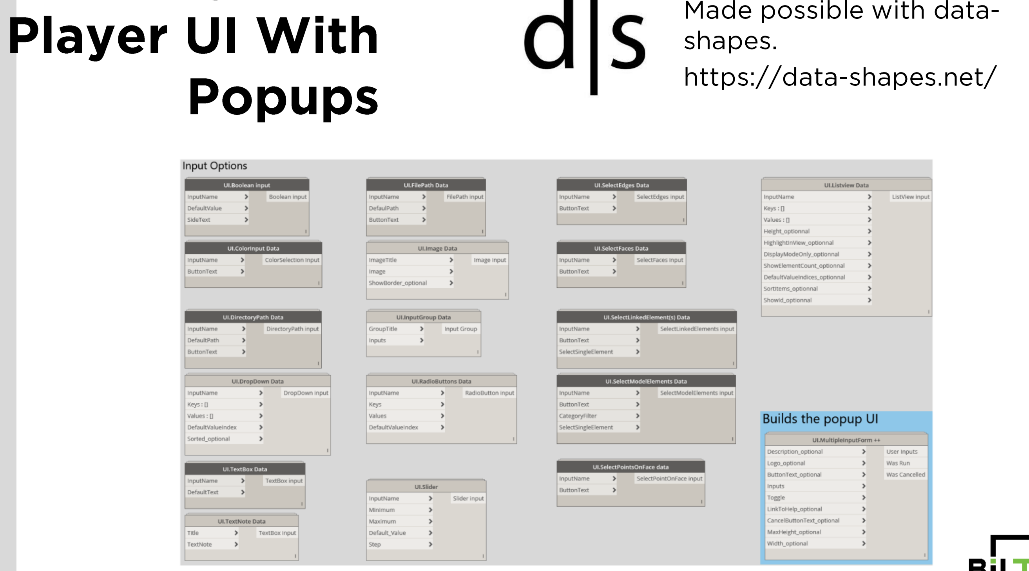 Player UI With
Popups
d|s
Made possible with data-
shapes.
https://data-shapes.net/
Input Options
UI.Boolean input
InputName > Boolean input
DefaultValue >
SideText >
UI.ColorInput Data
InputName > ColorSelection input
ButtonText >
UI.DirectoryPath Data
InputName > DirectoryPath input
DefaultPath >
ButtonText >
UI.DropDown Data
InputName > DropDown input
Keys : [] >
Values : [] >
DefaultValueIndex >
Sorted_optional >
UI.TextBox Data
InputName > TextBox input
DefaultText >
UI.TextNote Data
Title > TextBox input
TextNote >
UI.FilePath Data
InputName > FilePath input
DefaulPath >
ButtonText >
UI.Image Data
ImageTitle > Image input
Image >
ShowBorder_optional >
UI.InputGroup Data
GroupTitle > Input Group
Inputs >
UI.RadioButtons Data
InputName > RadioButton input
Keys >
Values >
DefaultValueIndex >
UI.Slider
InputName > Slider input
Minimum >
Maximum >
Default_Value >
Step >
UI.SelectEdges Data
InputName > SelectEdges input
ButtonText >
UI.SelectFaces Data
InputName > SelectFaces input
ButtonText >
UI.SelectLinkedElement(s) Data
InputName > SelectLinkedElements input
ButtonText >
SelectSingleElement >
UI.SelectModelElements Data
InputName > SelectModelElements input
ButtonText >
CategoryFilter >
SelectSingleElement >
UI.SelectPointsOnFace data
InputName > SelectPointOnFace input
ButtonText >
UI.Listview Data
InputName > ListView input
Keys : [] >
Values : [] >
Height_optionnal >
HighlightInView_optionnal >
DisplayModeOnly_optionnal >
ShowElementCount_optionnal >
DefaultValueIndices_optionnal >
SortItems_optionnal >
ShowId_optionnal >
Builds the popup UI
UI.MultipleInputForm ++
Description_optional > User Inputs
Logo_optional > Was Run
ButtonText_optional > Was Cancelled
Inputs >
Toggle >
LinkToHelp_optional >
CancelButtonText_optional >
MaxHeight_optional >
Width_optional >